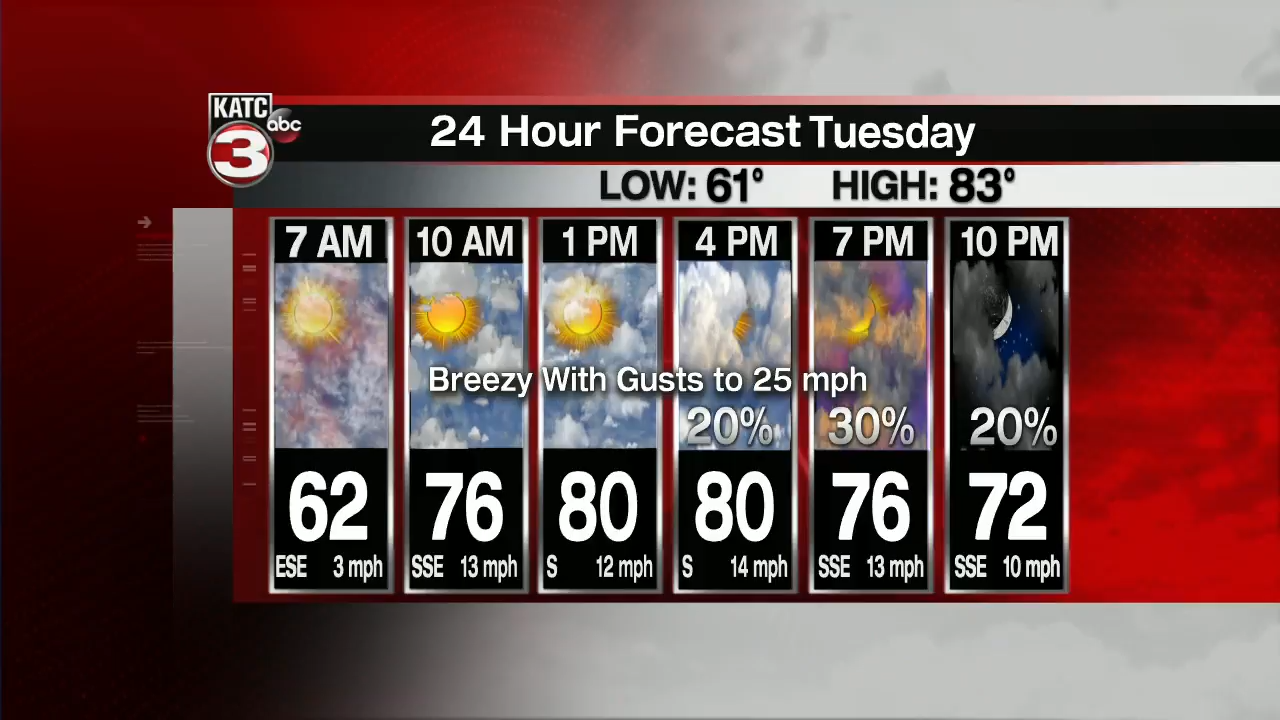 KATC
abc
3
24 Hour Forecast Tuesday
LOW: 61° HIGH: 83°
7 AM 10 AM 1 PM 4 PM 7 PM 10 PM
Breezy With Gusts to 25 mph
20% 30% 20%
62 76 80 80 76 72
ESE 3 mph SSE 13 mph S 12 mph S 14 mph SSE 13 mph SSE 10 mph